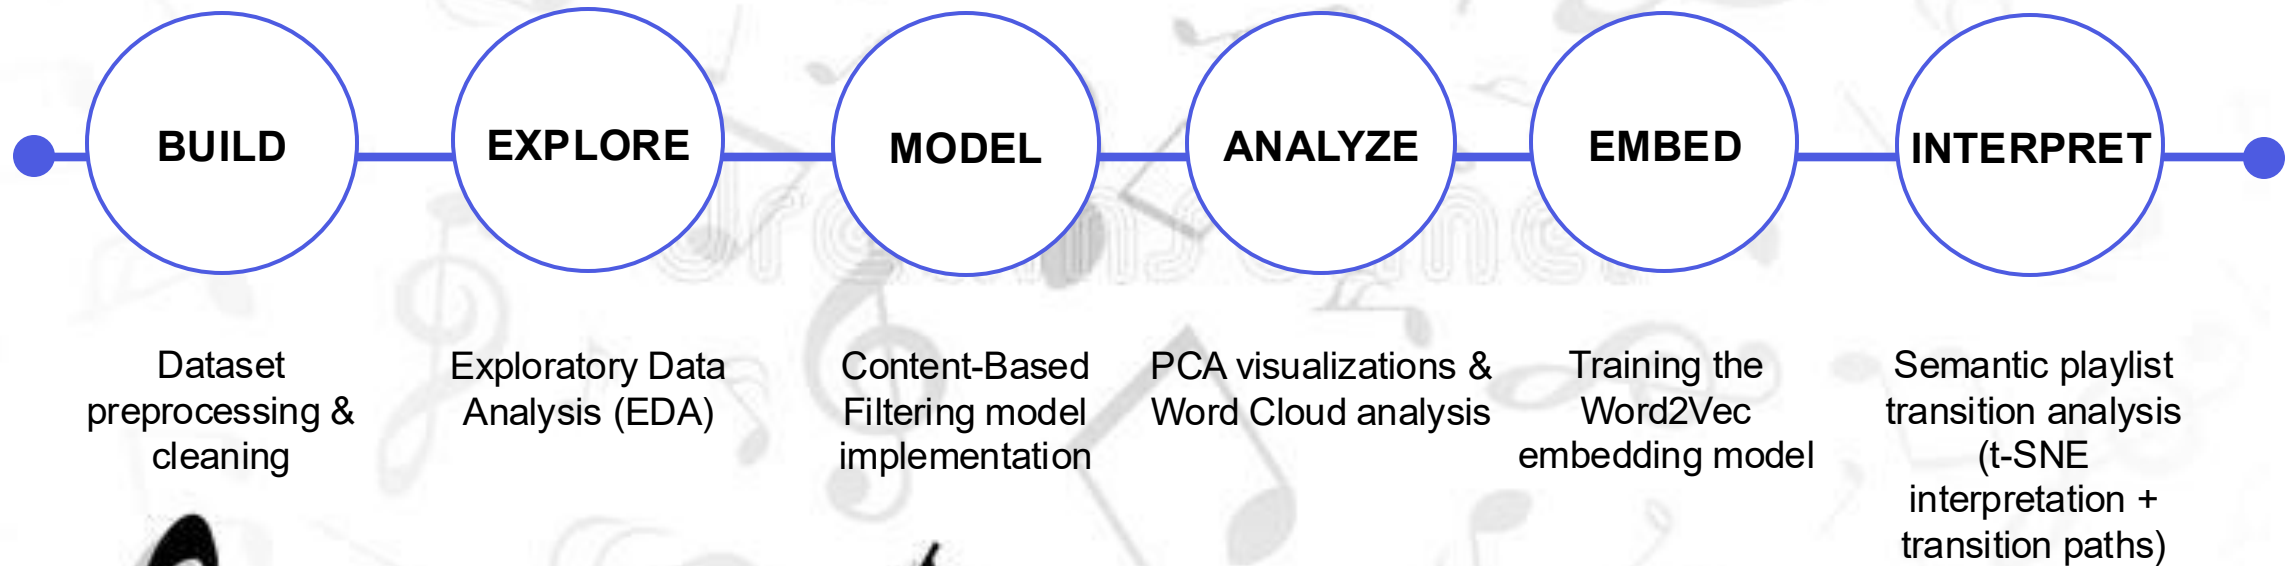 BUILD
EXPLORE
MODEL
ANALYZE
EMBED
INTERPRET
Dataset
preprocessing &
cleaning
Exploratory Data
Analysis (EDA)
Content-Based
Filtering model
implementation
PCA visualizations &
Word Cloud analysis
Training the
Word2Vec
embedding model
Semantic playlist
transition analysis
(t-SNE
interpretation +
transition paths)